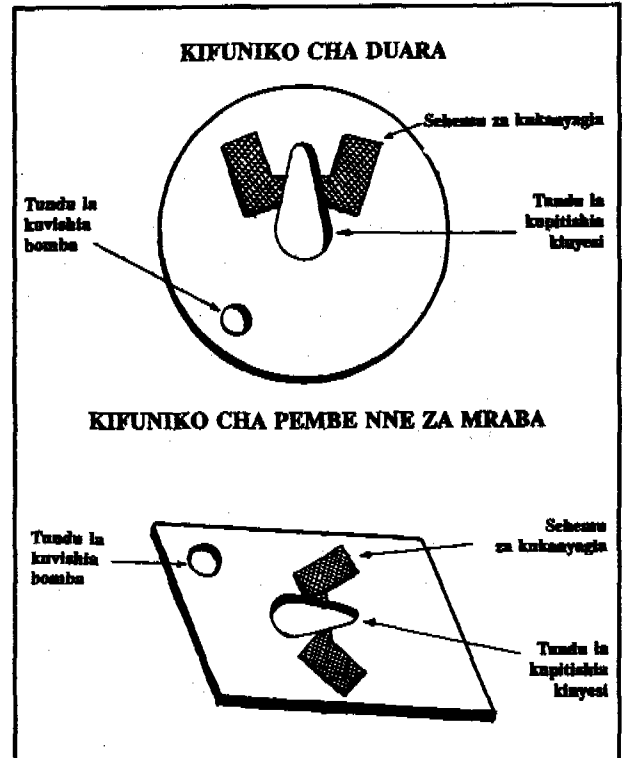 KIFUNIKO CHA DUARA
Sehemu za kukanyagia
Tundu la
kuvishia
bomba
Tundu la
kupitishia
kinyesi
KIFUNIKO CHA PEMBE NNE ZA MRABA
Tundu la
kuvishia
bomba
Sehemu
za kukanyagia
Tundu la
kupitishia
kinyesi